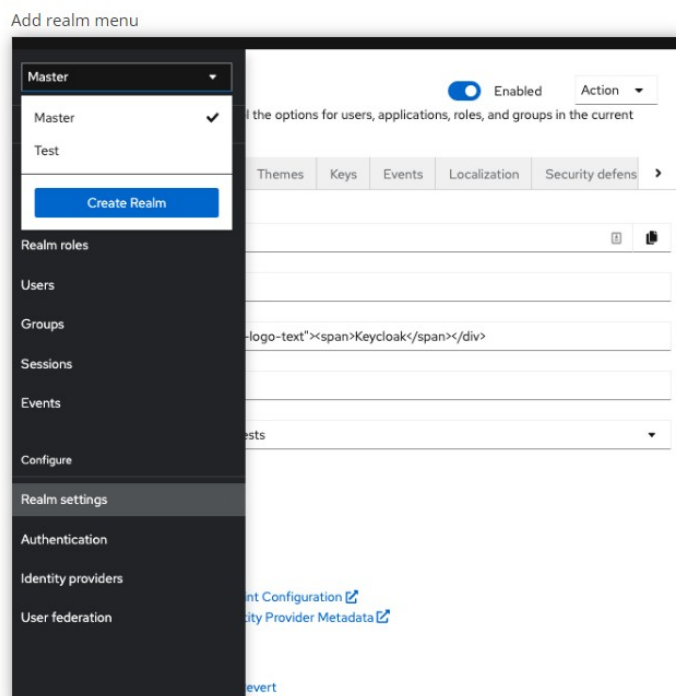 Add realm menu
Master
Enabled
Action
Master
l the options for users, applications, roles, and groups in the current
Test
Themes
Keys
Events
Localization
Security defens
Create Realm
Realm roles
Users
Groups
-logo-text"><span>Keycloak</span></div>
Sessions
Events
ests
Configure
Realm settings
Authentication
Identity providers
nt Configuration
User federation
tity Provider Metadata
evert